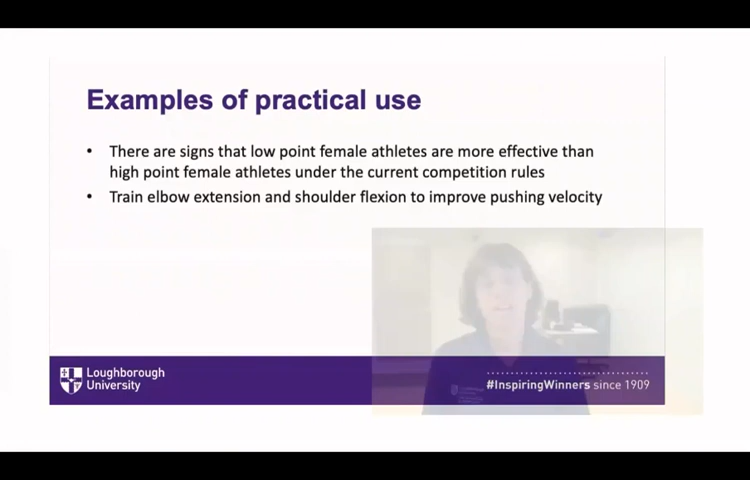 Examples of practical use
• There are signs that low point female athletes are more effective than
high point female athletes under the current competition rules
• Train elbow extension and shoulder flexion to improve pushing velocity
Loughborough
University
#InspiringWinners since 1909